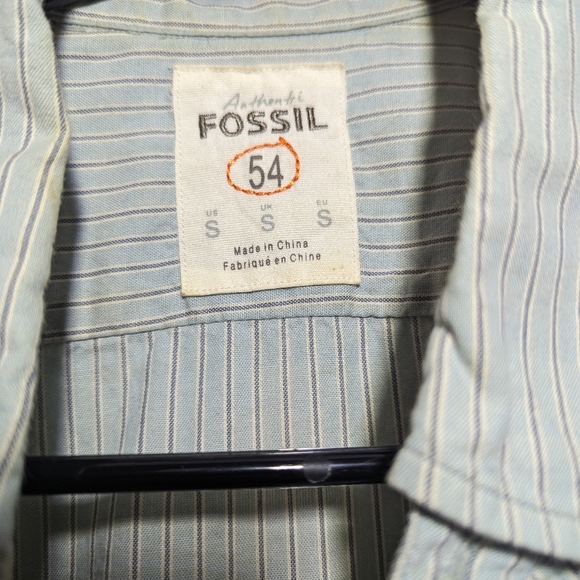 Authentic
FOSSIL
54
US UK EU
S S S
Made in China
Fabriqué en Chine